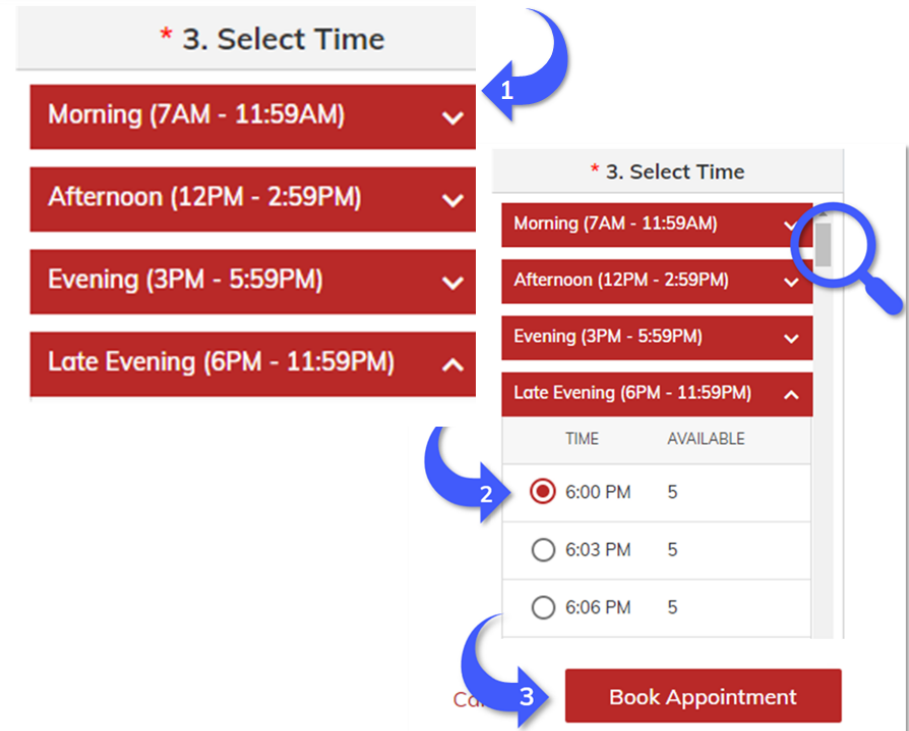 * 3. Select Time
Morning (7AM - 11:59AM)
Afternoon (12PM - 2:59PM)
Evening (3PM - 5:59PM)
Late Evening (6PM - 11:59PM)
1
* 3. Select Time
Morning (7AM - 11:59AM)
Afternoon (12PM - 2:59PM)
Evening (3PM - 5:59PM)
Late Evening (6PM - 11:59PM)
TIME AVAILABLE
2
6:00 PM 5
6:03 PM 5
6:06 PM 5
3
Book Appointment